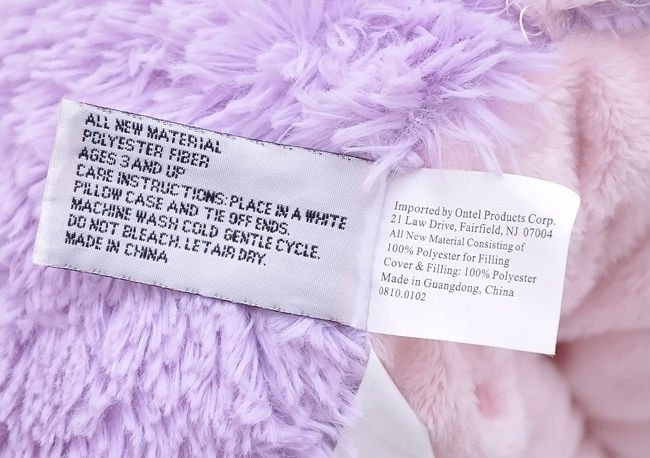 ALL NEW MATERIAL
POLYESTER FIBER
AGES 3 AND UP
CARE INSTRUCTIONS: PLACE IN A WHITE
PILLOW CASE AND TIE OFF ENDS.
MACHINE WASH COLD GENTLE CYCLE.
DO NOT BLEACH. LET AIR DRY.
MADE IN CHINA
Imported by Ontel Products Corp.
21 Law Drive, Fairfield, NJ 07004
All New Material Consisting of
100% Polyester for Filling
Cover & Filling: 100% Polyester
Made in Guangdong, China
0810.0102